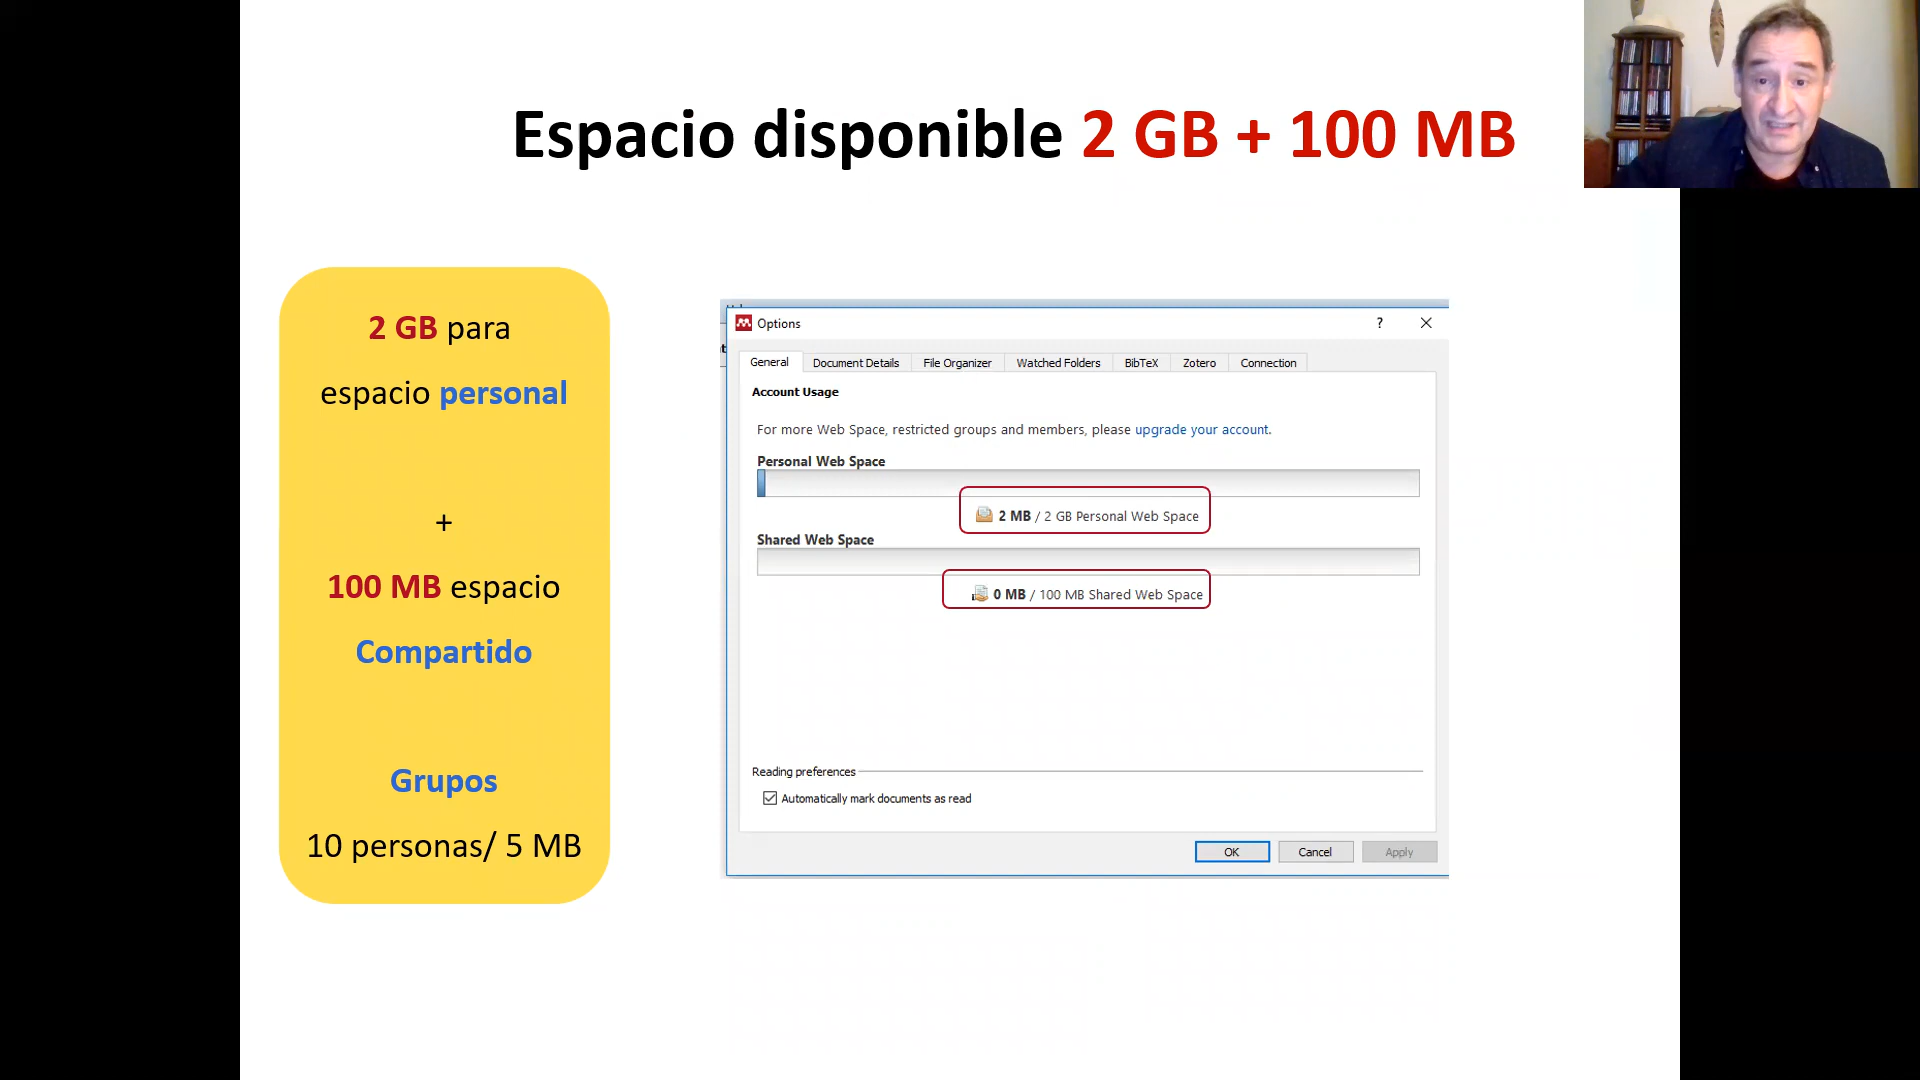 Espacio disponible 2 GB + 100 MB
2 GB para
espacio personal
+
100 MB espacio
Compartido
Grupos
10 personas/ 5 MB
Options
?
General Document Details File Organizer Watched Folders BibTeX Zotero Connection
Account Usage
For more Web Space, restricted groups and members, please upgrade your account.
Personal Web Space
2 MB / 2 GB Personal Web Space
Shared Web Space
0 MB / 100 MB Shared Web Space
Reading preferences
Automatically mark documents as read
OK Cancel Apply